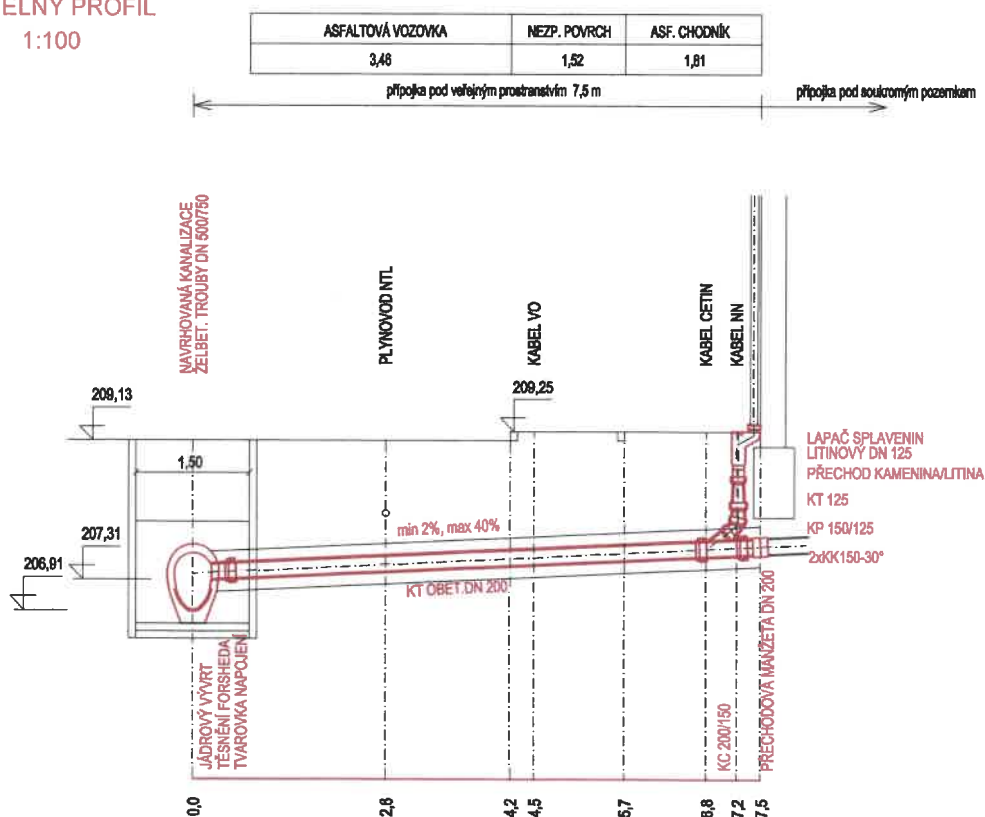 ELNÝ PROFIL
1:100
ASFALTOVÁ VOZOVKA NEZP. POVRCH ASF. CHODNÍK
3,46 1,52 1,81
přípojka pod veřejným prostranstvím 7,5 m
přípojka pod soukromým pozemkem
NAVRHOVANÁ KANALIZACE
ŽELBET. TROUBY DN 500/750
PLYNOVOD NTL
KABEL VO
KABEL CETIN
KABEL NN
209,13
209,25
1,50
207,31
206,91
min 2%, max 40%
KT OBET.DN 200
LAPAČ SPLAVENIN
LITINOVÝ DN 125
PŘECHOD KAMENINA/LITINA
KT 125
KP 150/125
2xKK150-30°
JÁDROVÝ VÝVRT
TĚSNĚNÍ FORSHEDA
TVAROVKA NAPOJENÍ
KC 200/150
PŘECHODOVÁ MANŽETA DN 200
0,0
2,6
4,2
4,5
5,7
6,8
7,2
7,5